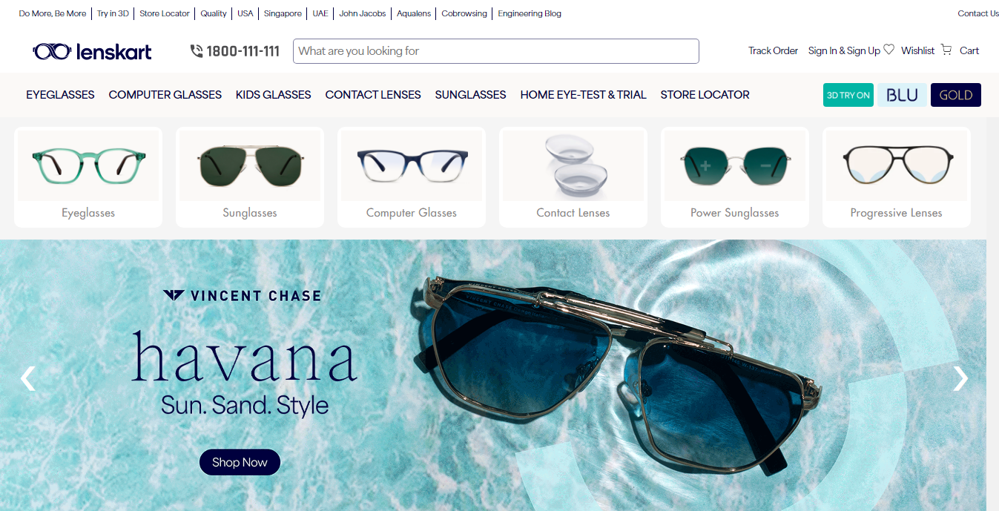 Do More, Be More | Try in 3D | Store Locator | Quality | USA | Singapore | UAE | John Jacobs | Aqualens | Cobrowsing | Engineering Blog
Contact Us
lenskart
1800-111-111
What are you looking for
Track Order
Sign In & Sign Up
Wishlist
Cart
EYEGLASSES
COMPUTER GLASSES
KIDS GLASSES
CONTACT LENSES
SUNGLASSES
HOME EYE-TEST & TRIAL
STORE LOCATOR
3D TRY ON
BLU
GOLD
Eyeglasses
Sunglasses
Computer Glasses
Contact Lenses
Power Sunglasses
Progressive Lenses
VINCENT CHASE
havana
Sun. Sand. Style
Shop Now
VINCENT CHASE